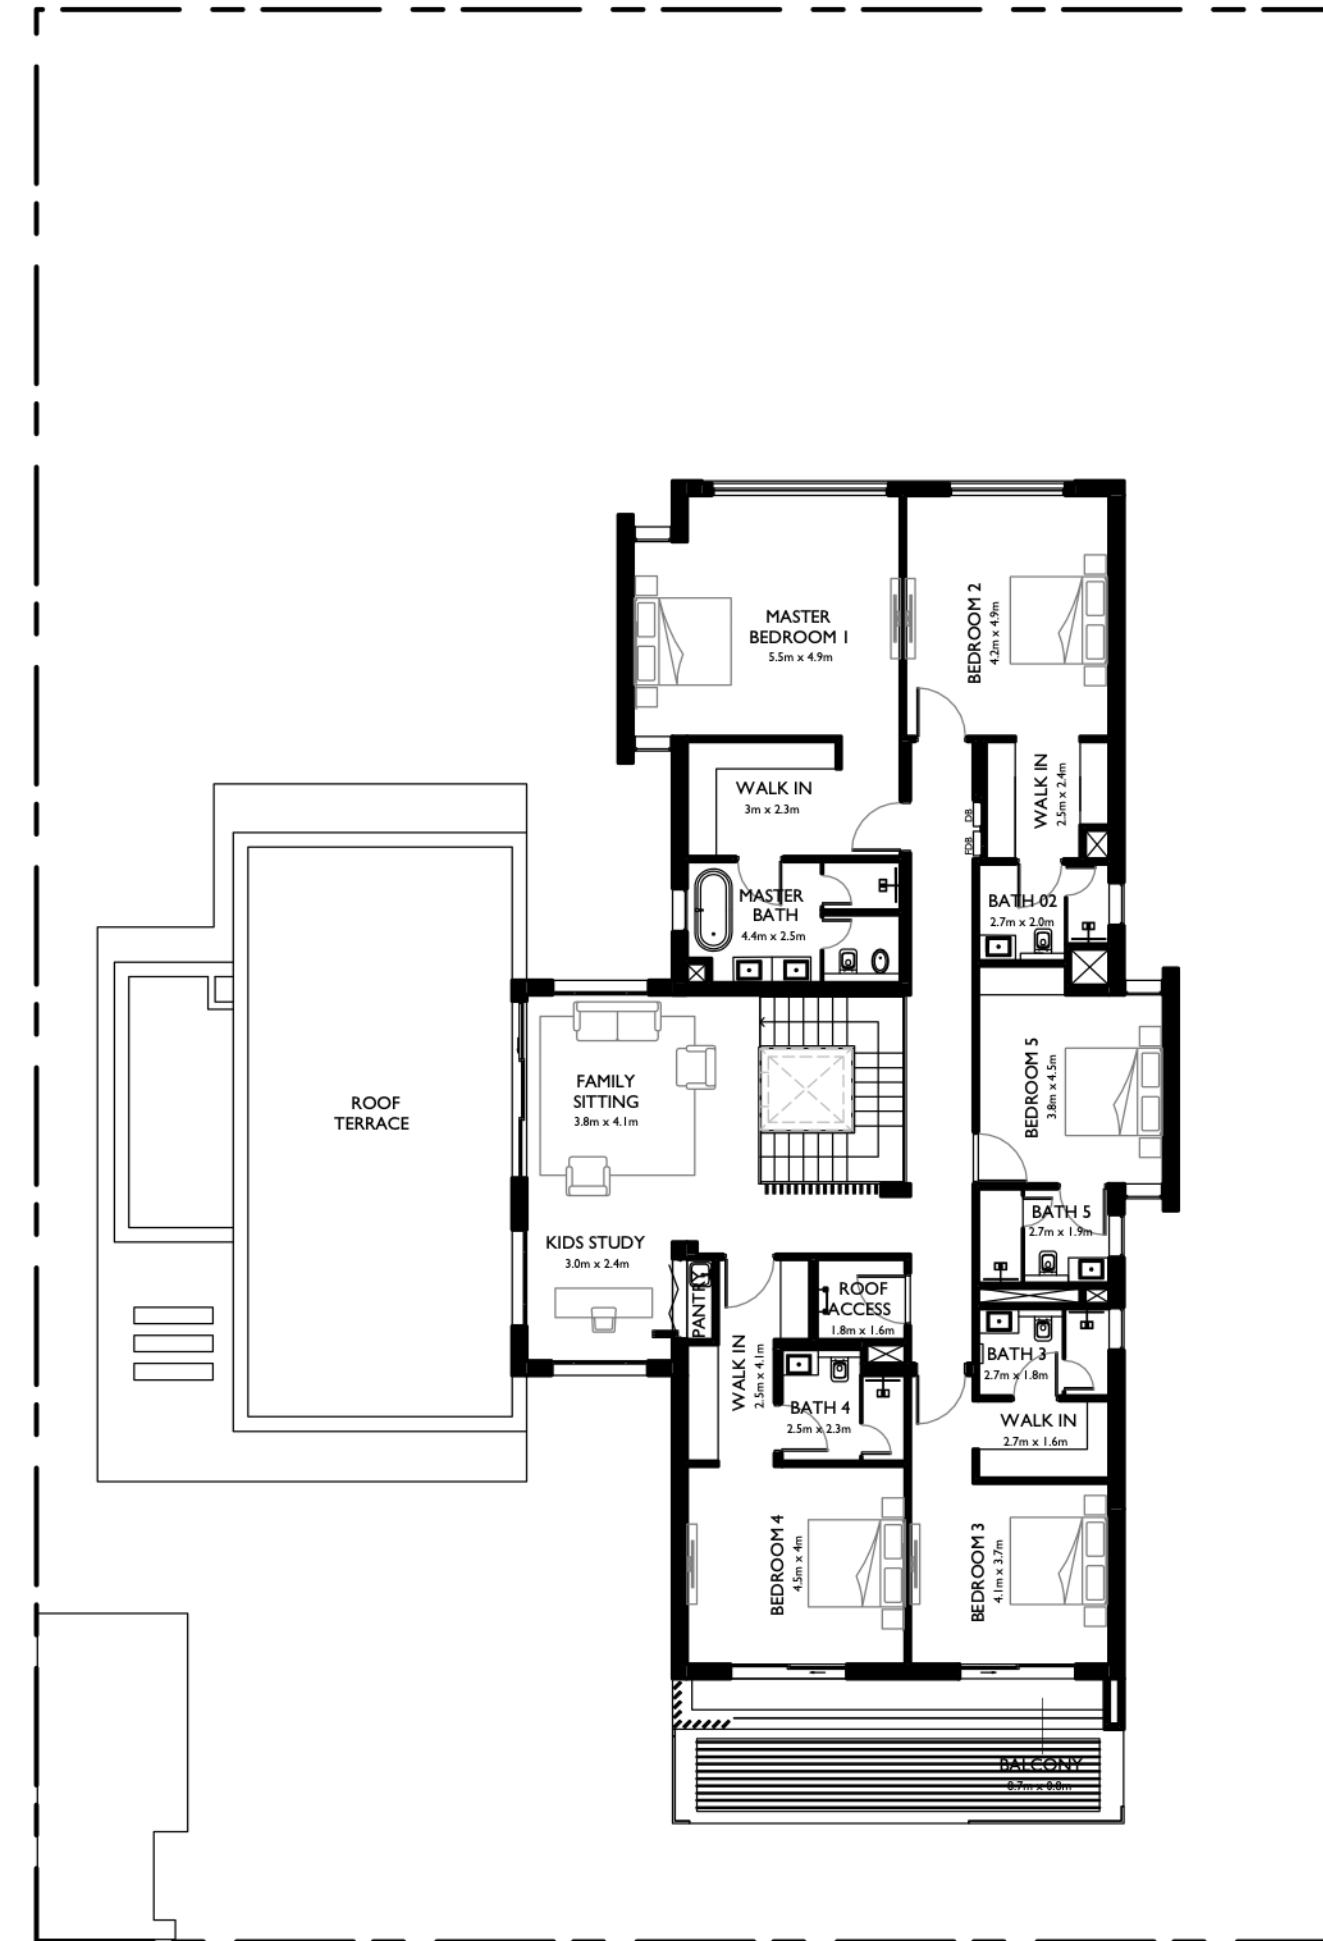 MASTER
BEDROOM 1
5.5m x 4.9m
BEDROOM 2
4.2m x 4.9m
WALK IN
3m x 2.3m
WALK IN
2.5m x 2.4m
DB
FDB
MASTER
BATH
4.4m x 2.5m
BATH 02
2.7m x 2.0m
ROOF
TERRACE
FAMILY
SITTING
3.8m x 4.1m
BEDROOM 5
3.8m x 4.5m
KIDS STUDY
3.0m x 2.4m
PANTRY
BATH 5
2.7m x 1.9m
ROOF
ACCESS
1.8m x 1.6m
WALK IN
2.5m x 4.1m
BATH 3
2.7m x 1.8m
BATH 4
2.5m x 2.3m
WALK IN
2.7m x 1.6m
BEDROOM 4
4.5m x 4m
BEDROOM 3
4.1m x 3.7m
BALCONY
8.7m x 0.8m